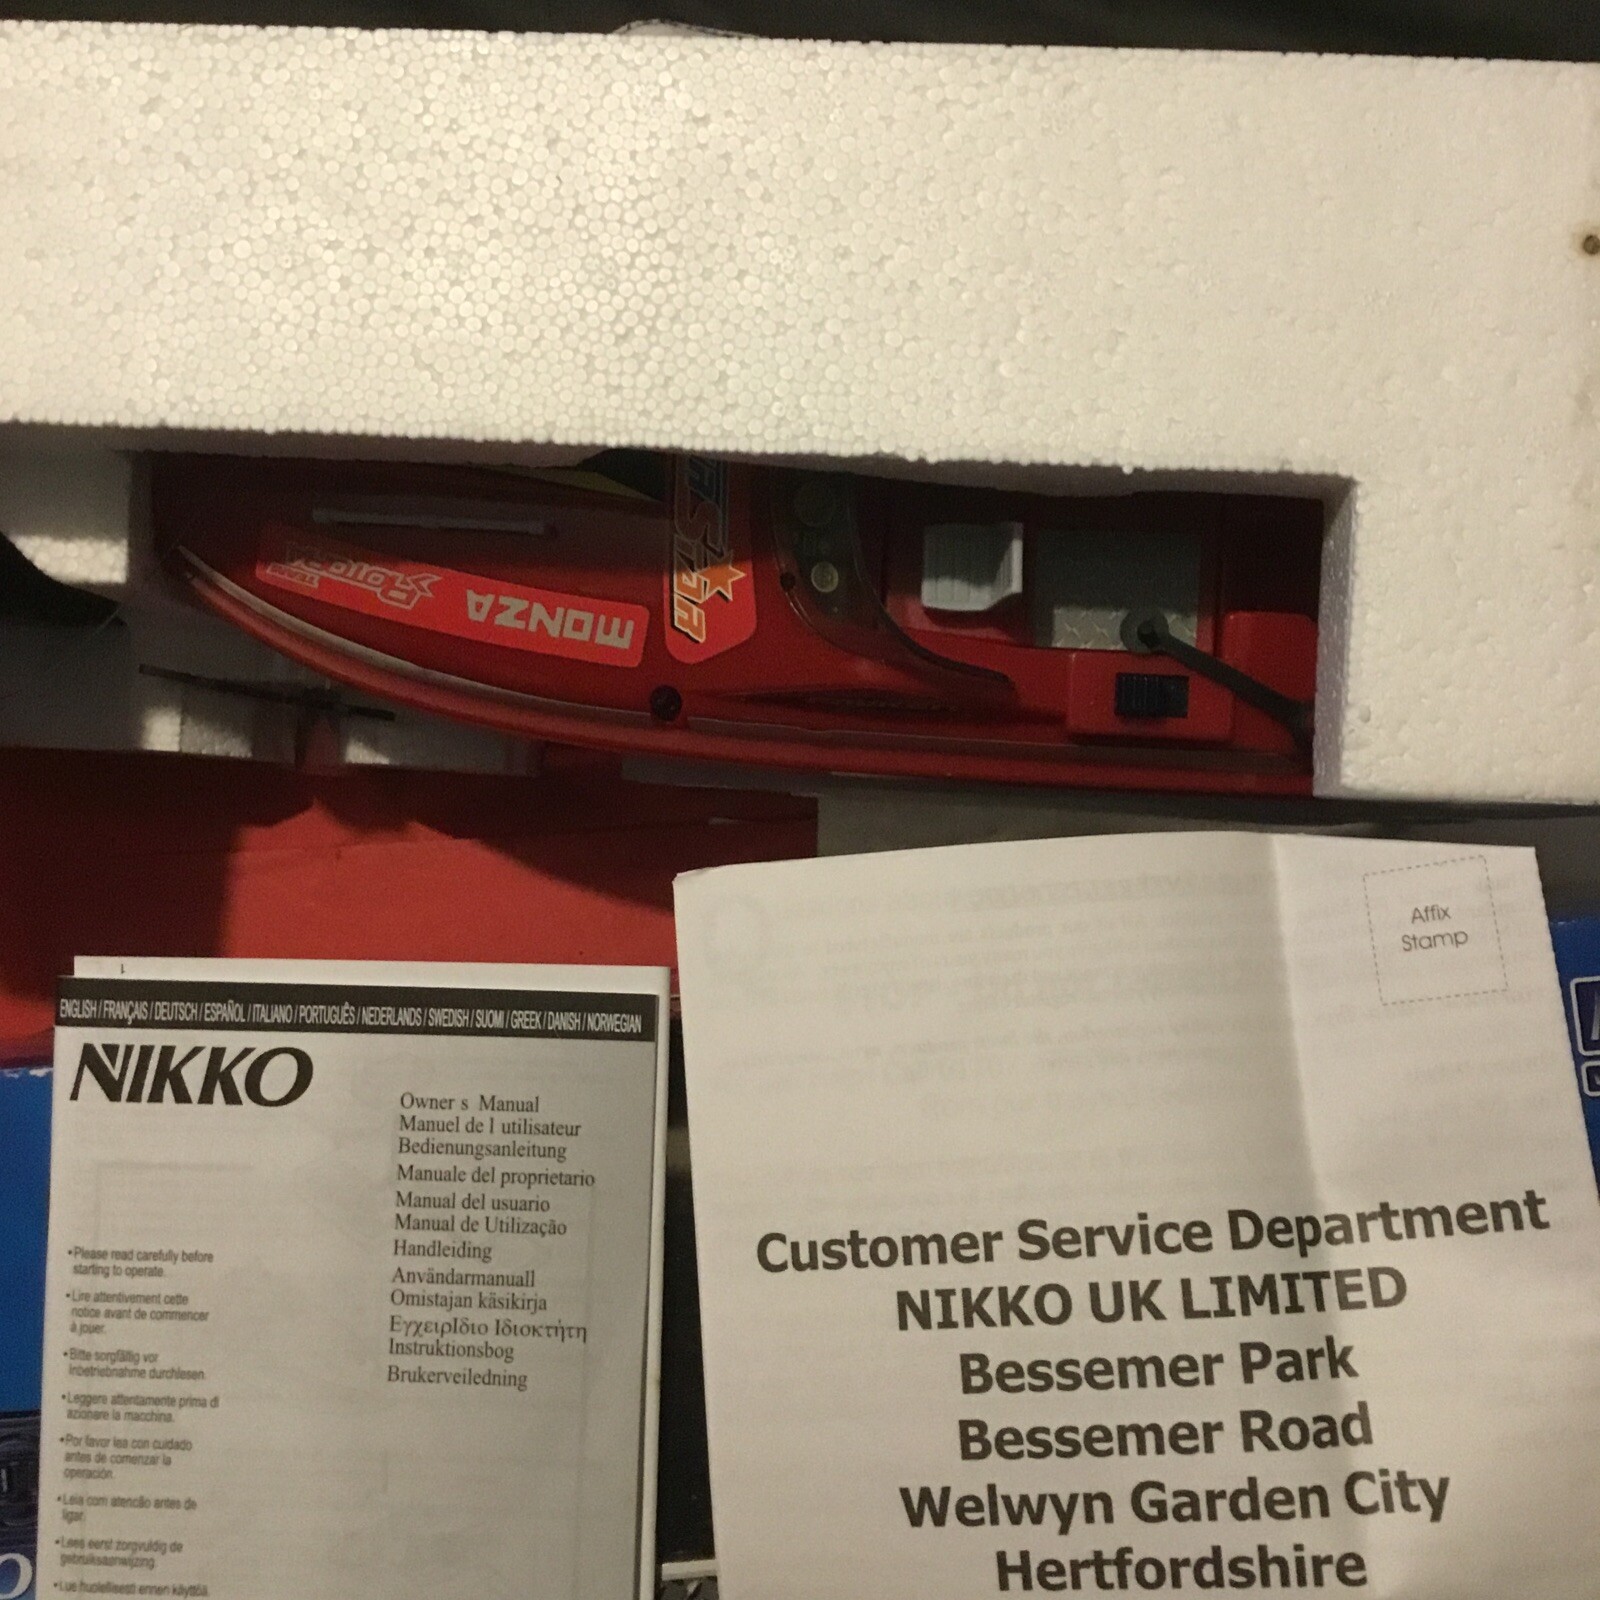 MONZA
Affix
Stamp
ENGLISH / FRANÇAIS / DEUTSCH / ESPAÑOL / ITALIANO / PORTUGUÊS / NEDERLANDS / SWEDISH / SUOMI / GREEK / DANISH / NORWEGIAN
NIKKO
Owner s Manual
Manuel de l utilisateur
Bedienungsanleitung
Manuale del proprietario
Manual del usuario
Manual de Utilização
Handleiding
Användarmanuall
Omistajan käsikirja
ΕγχειρΙδιο Ιδιοκτήτη
Instruktionsbog
Brukerveiledning
•Please read carefully before
starting to operate.
•Lire attentivement cette
notice avant de commencer
à jouer.
•Bitte sorgfältig vor
Inbetriebnahme durchlesen.
•Leggere attentamente prima di
azionare la macchina.
•Por favor lea con cuidado
antes de comenzar la
operación.
•Leia com atencão antes de
ligar.
•Lees eerst zorgvuldig de
gebruiksaanwijzing.
•Lue huolellisesti ennen käyttöä.
Customer Service Department
NIKKO UK LIMITED
Bessemer Park
Bessemer Road
Welwyn Garden City
Hertfordshire